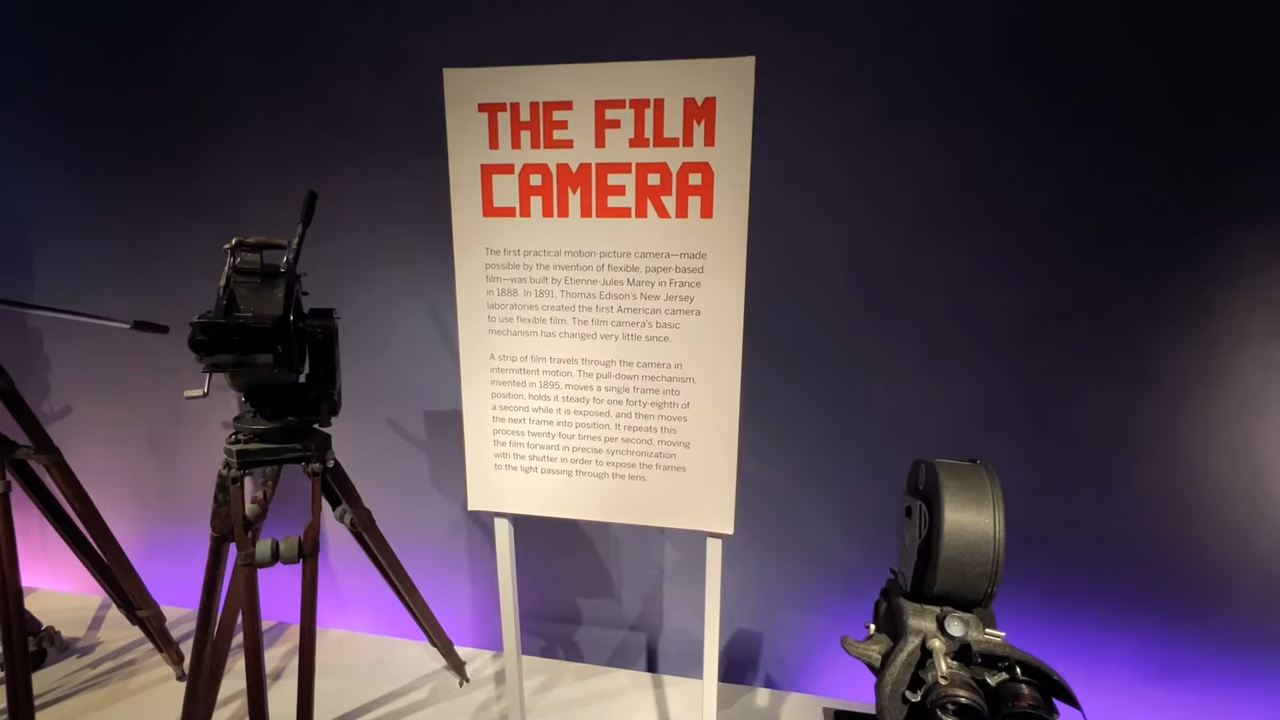 THE FILM
CAMERA
The first practical motion-picture camera—made
possible by the invention of flexible, paper-based
film—was built by Etienne-Jules Marey in France
in 1888. In 1891, Thomas Edison's New Jersey
laboratories created the first American camera
to use flexible film. The film camera's basic
mechanism has changed very little since.
A strip of film travels through the camera in
intermittent motion. The pull-down mechanism,
invented in 1895, moves a single frame into
position, holds it steady for one forty-eighth of
a second while it is exposed, and then moves
the next frame into position. It repeats this
process twenty-four times per second, moving
the film forward in precise synchronization
with the shutter in order to expose the frames
to the light passing through the lens.